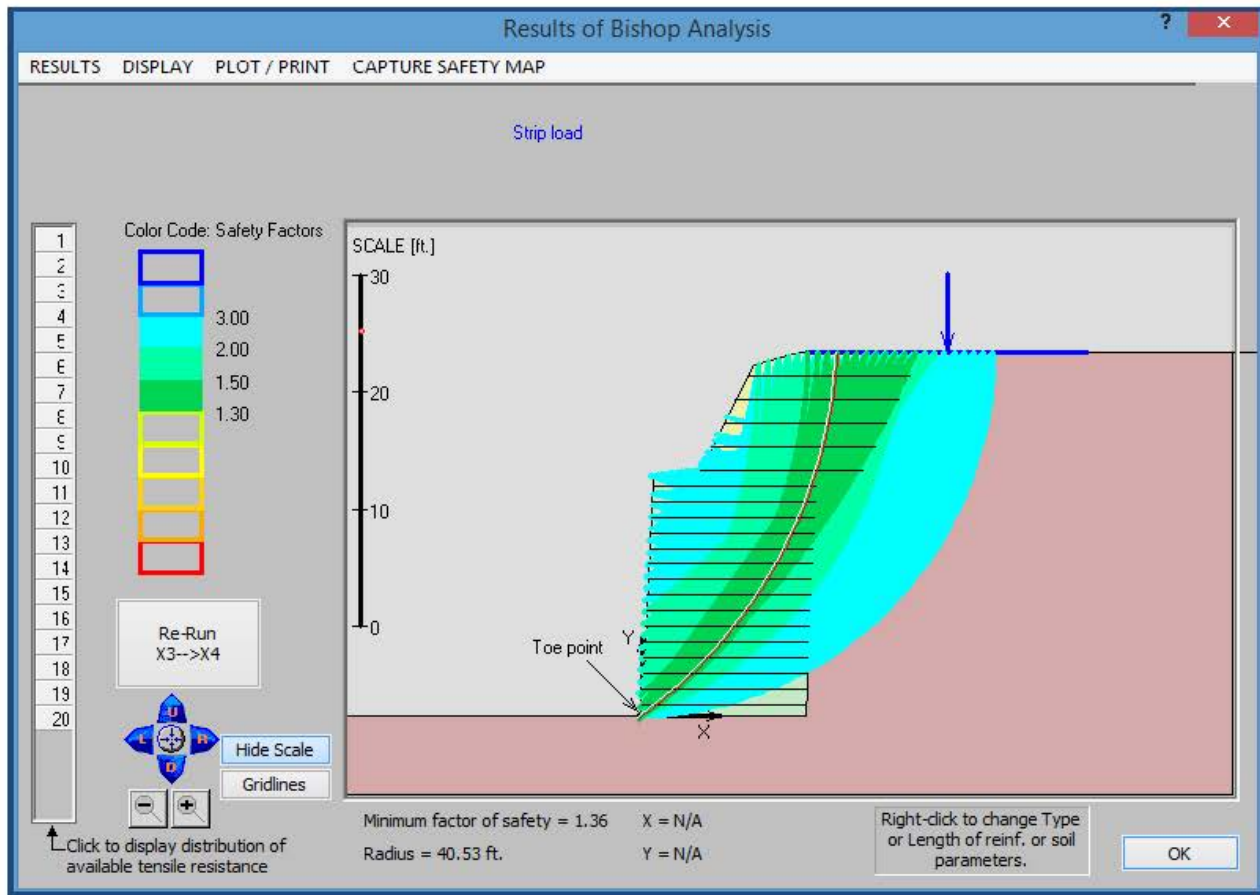 Results of Bishop Analysis
?
×
RESULTS DISPLAY PLOT / PRINT CAPTURE SAFETY MAP
Strip load
1
2
3
4
5
6
7
8
9
10
11
12
13
14
15
16
17
18
19
20
Color Code: Safety Factors
3.00
2.00
1.50
1.30
Re-Run
X3-->X4
U
L
R
D
Hide Scale
Gridlines
Click to display distribution of
available tensile resistance
SCALE [ft.]
30
20
10
0
Toe point
Y
X
Minimum factor of safety = 1.36 X = N/A
Radius = 40.53 ft. Y = N/A
Right-click to change Type
or Length of reinf. or soil
parameters.
OK